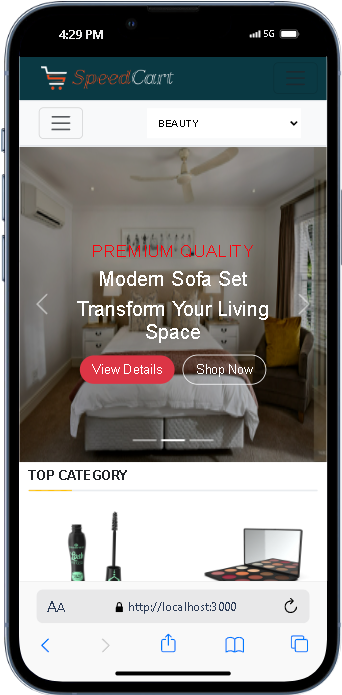 4:29 PM
5G
SpeedCart
BEAUTY
PREMIUM QUALITY
Modern Sofa Set
Transform Your Living
Space
View Details
Shop Now
TOP CATEGORY
AA
http://localhost:3000